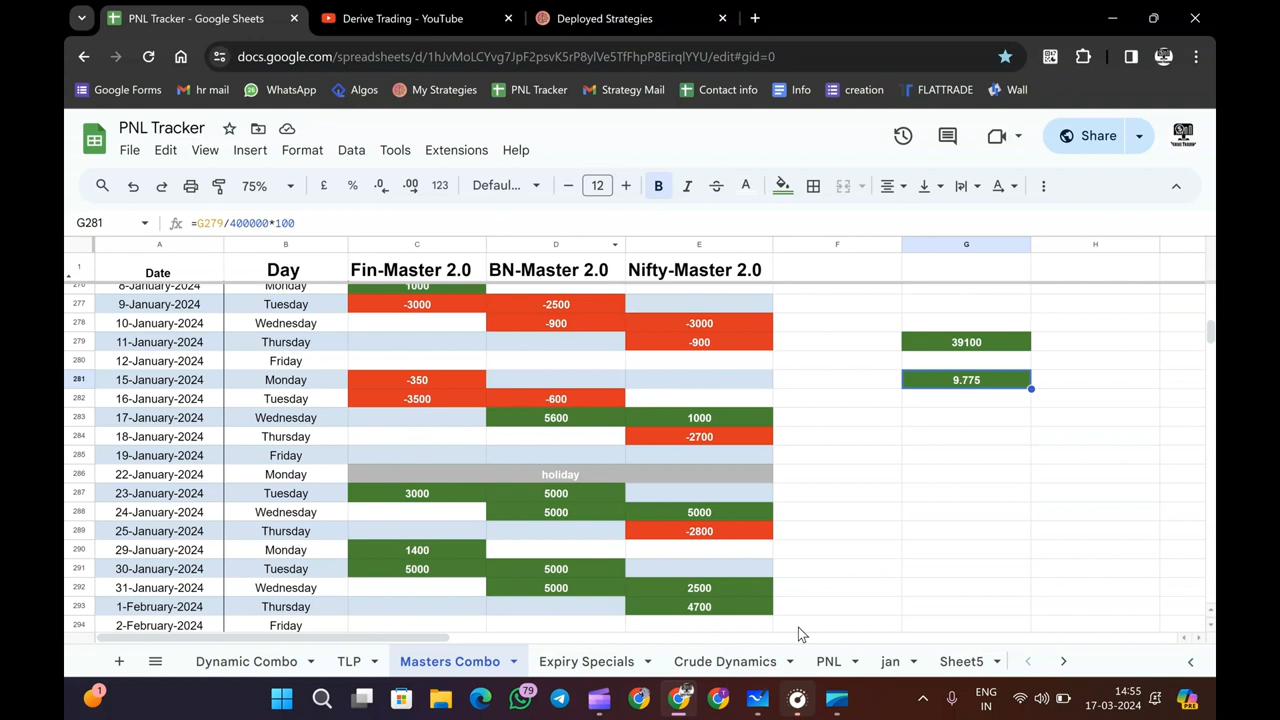 PNL Tracker - Google Sheets
Derive Trading - YouTube
Deployed Strategies
docs.google.com/spreadsheets/d/1hJvMoLCYvg7JpF2psvK5rP8ylVe5TfFhpP8EirqlYYU/edit#gid=0
Google Forms hr mail WhatsApp Algos My Strategies PNL Tracker Strategy Mail Contact info Info creation FLATTRADE Wall
PNL Tracker
Share
File Edit View Insert Format Data Tools Extensions Help
75% £ % .0 .00 123 Defaul... 12 B I A A
G281 fx =G279/400000*100
A B C D E F G H
1 Date Day Fin-Master 2.0 BN-Master 2.0 Nifty-Master 2.0
276 8-January-2024 Monday 1000
277 9-January-2024 Tuesday -3000 -2500
278 10-January-2024 Wednesday -900 -3000
279 11-January-2024 Thursday -900 39100
280 12-January-2024 Friday
281 15-January-2024 Monday -350 9.775
282 16-January-2024 Tuesday -3500 -600
283 17-January-2024 Wednesday 5600 1000
284 18-January-2024 Thursday -2700
285 19-January-2024 Friday
286 22-January-2024 Monday holiday
287 23-January-2024 Tuesday 3000 5000
288 24-January-2024 Wednesday 5000 5000
289 25-January-2024 Thursday -2800
290 29-January-2024 Monday 1400
291 30-January-2024 Tuesday 5000 5000
292 31-January-2024 Wednesday 5000 2500
293 1-February-2024 Thursday 4700
294 2-February-2024 Friday
Dynamic Combo TLP Masters Combo Expiry Specials Crude Dynamics PNL jan Sheet5
1 79 T ENG 14:55
IN 17-03-2024 PRE